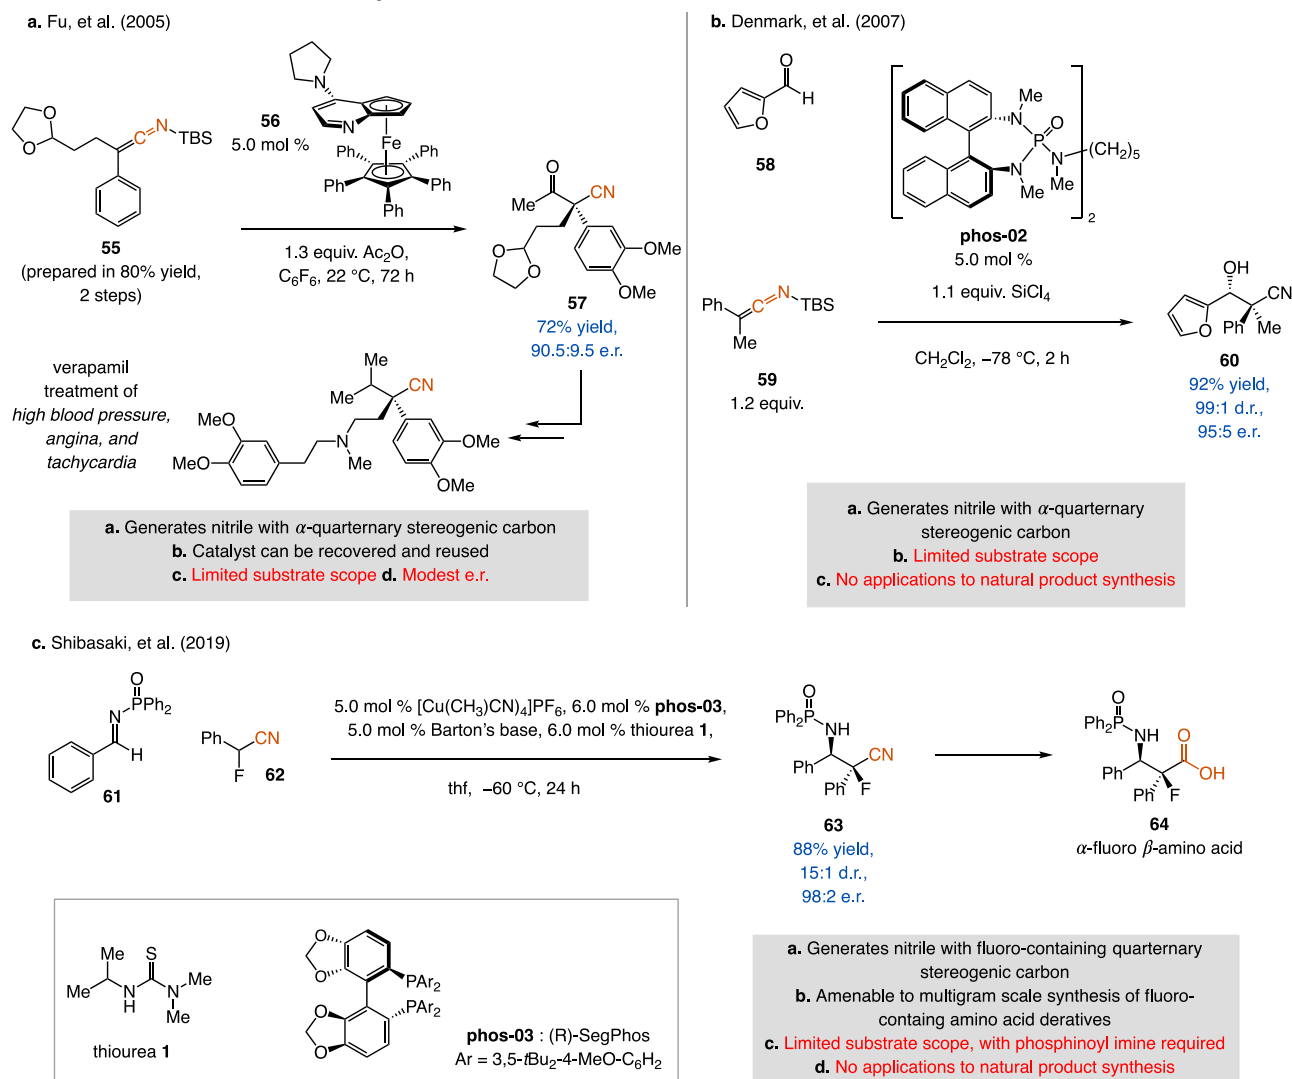 a. Fu, et al. (2005)
N
56
5.0 mol %
N
Fe
Ph
Ph
Ph
Ph
Ph
O
O
C
N
TBS
55
(prepared in 80% yield,
2 steps)
1.3 equiv. Ac2O,
C6F6, 22 °C, 72 h
O
Me
CN
O
O
OMe
OMe
57
72% yield,
90.5:9.5 e.r.
verapamil
treatment of
high blood pressure,
angina, and
tachycardia
Me
Me
CN
MeO
MeO
N
Me
OMe
OMe
a. Generates nitrile with α-quarternary stereogenic carbon
b. Catalyst can be recovered and reused
c. Limited substrate scope d. Modest e.r.
b. Denmark, et al. (2007)
O
H
O
58
Me
N
O
P
N
N
Me
Me
(CH2)5
2
phos-02
5.0 mol %
1.1 equiv. SiCl4
CH2Cl2, −78 °C, 2 h
Ph
C
N
TBS
Me
59
1.2 equiv.
OH
CN
O
Ph
Me
60
92% yield,
99:1 d.r.,
95:5 e.r.
a. Generates nitrile with α-quarternary
stereogenic carbon
b. Limited substrate scope
c. No applications to natural product synthesis
c. Shibasaki, et al. (2019)
O
P
Ph2
N
H
61
Ph
CN
F
62
5.0 mol % [Cu(CH3)CN)4]PF6, 6.0 mol % phos-03,
5.0 mol % Barton's base, 6.0 mol % thiourea 1,
thf, −60 °C, 24 h
O
Ph2P
NH
Ph
CN
Ph
F
63
88% yield,
15:1 d.r.,
98:2 e.r.
O
Ph2P
NH
O
Ph
OH
Ph
F
64
α-fluoro β-amino acid
Me
S
Me
N
H
N
Me
Me
thiourea 1
O
O
PAr2
PAr2
O
O
phos-03 : (R)-SegPhos
Ar = 3,5-tBu2-4-MeO-C6H2
a. Generates nitrile with fluoro-containing quarternary
stereogenic carbon
b. Amenable to multigram scale synthesis of fluoro-
containg amino acid deratives
c. Limited substrate scope, with phosphinoyl imine required
d. No applications to natural product synthesis